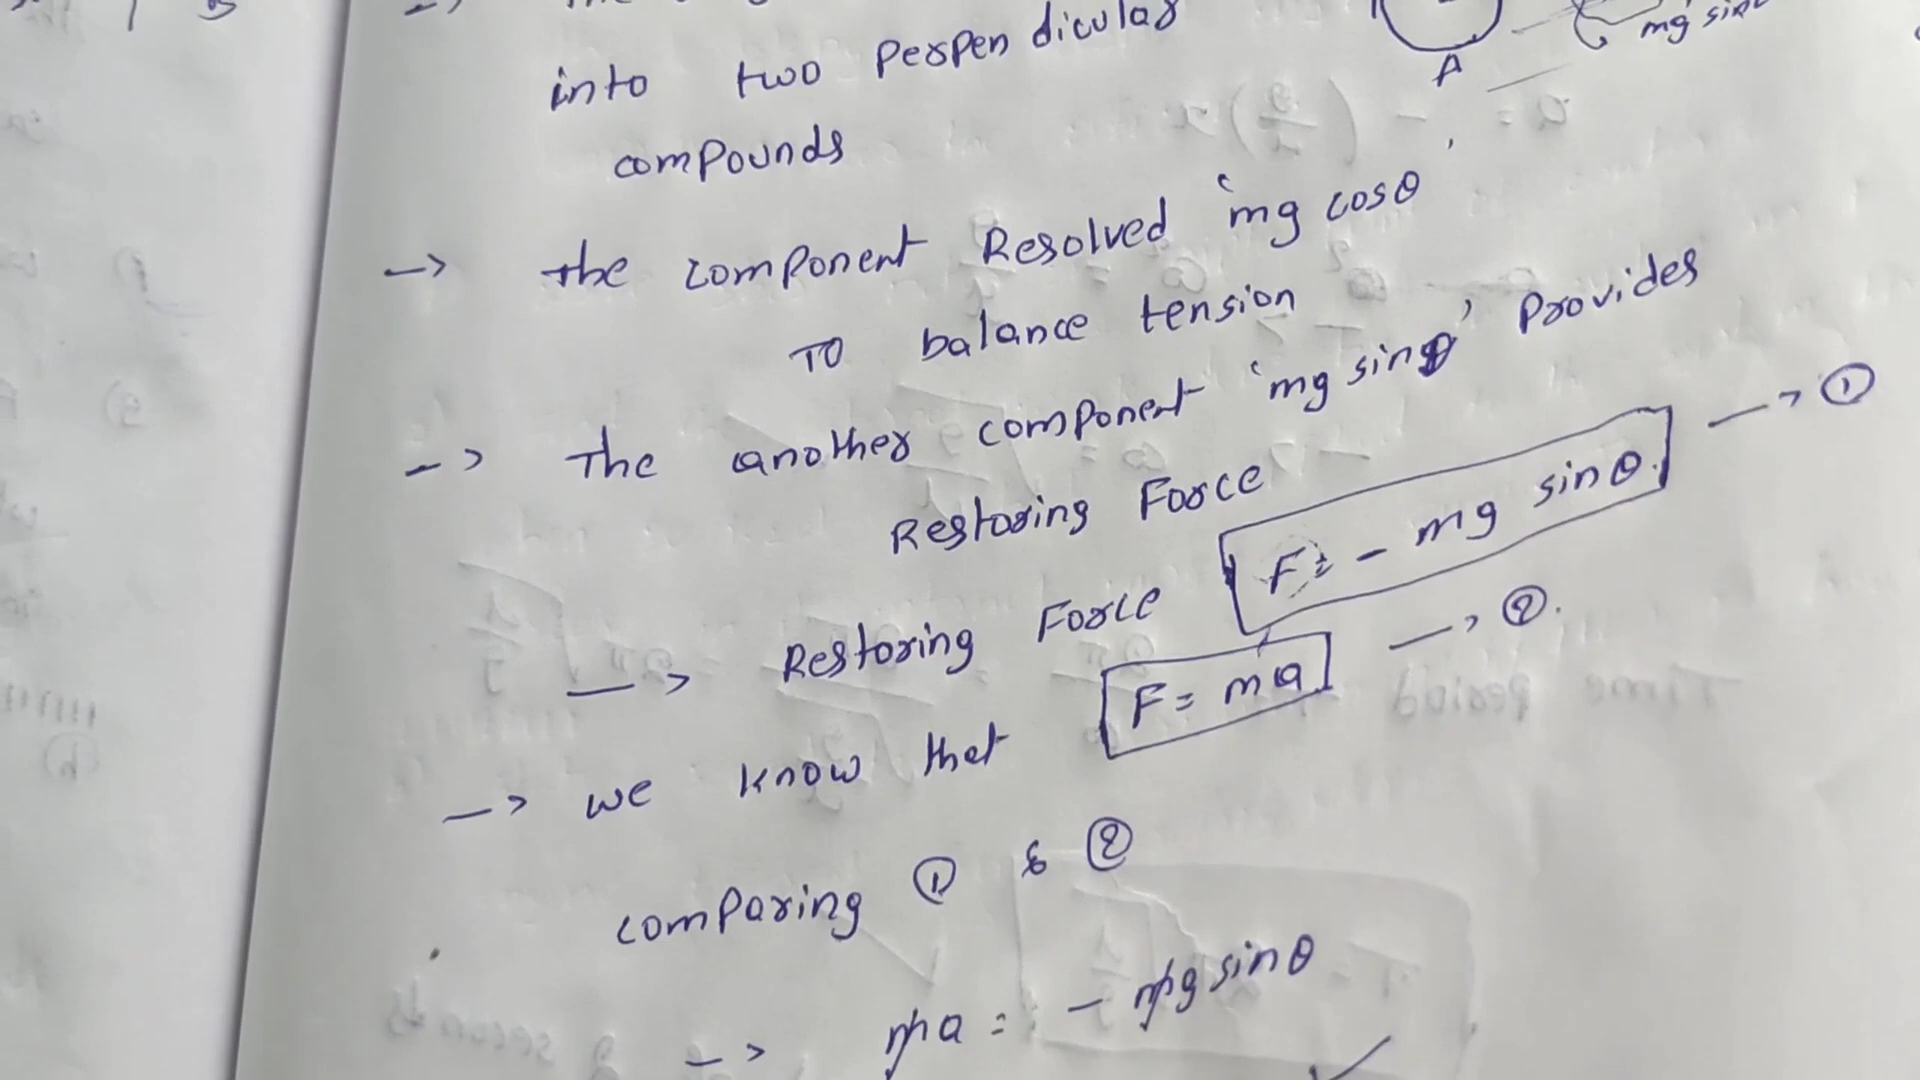 into two Perpendicular
A
mg sin
compounds
-> the component Resolved 'mg cosθ'
TO balance tension
-> The another component 'mg sinθ' Provides
Restoring Force
-> Restoring Force F = - mg sinθ. -> ①
-> we know that F = ma -> ②.
comparing ① & ②
-> ma = - mg sinθ